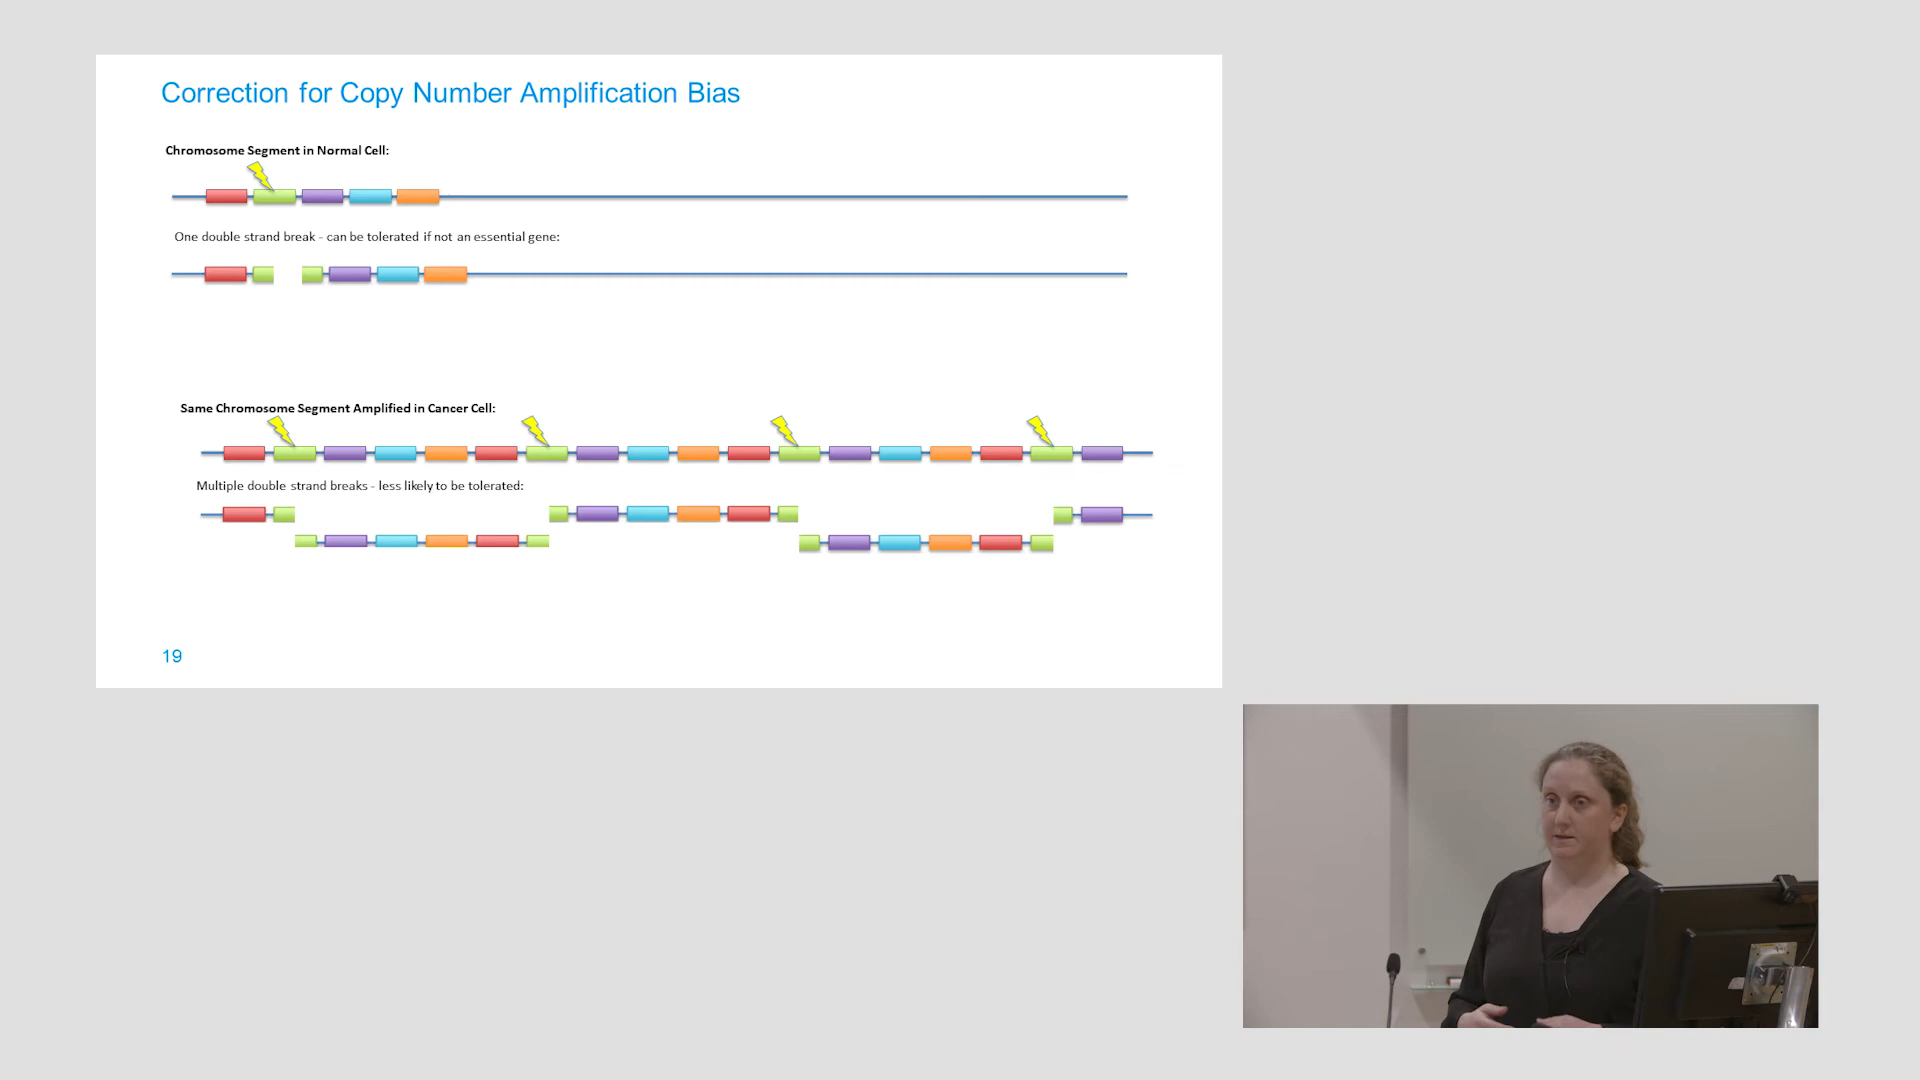 Correction for Copy Number Amplification Bias
Chromosome Segment in Normal Cell:
One double strand break - can be tolerated if not an essential gene:
Same Chromosome Segment Amplified in Cancer Cell:
Multiple double strand breaks - less likely to be tolerated:
19